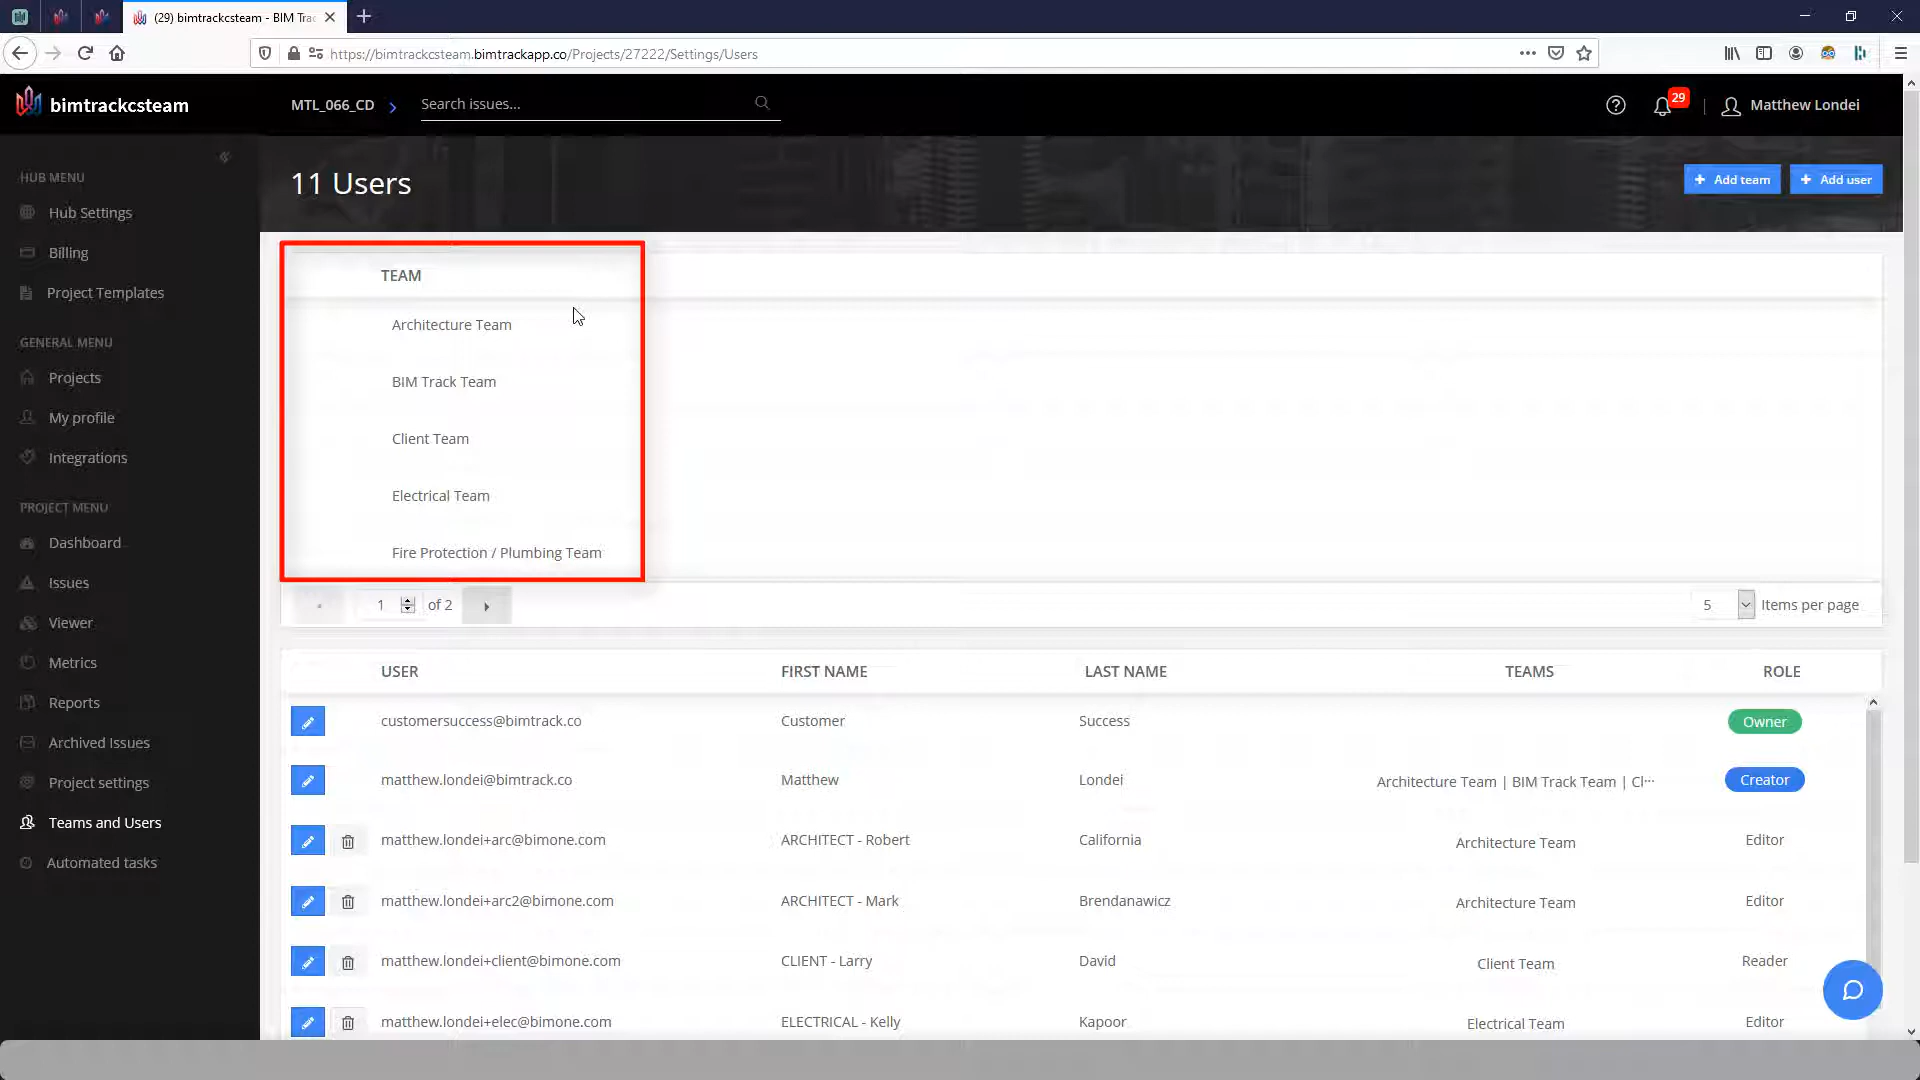 (29) bimtrackcsteam - BIM Trac
https://bimtrackcsteam.bimtrackapp.co/Projects/27222/Settings/Users
bimtrackcsteam
MTL_066_CD
Search issues...
29
Matthew Londei
HUB MENU
Hub Settings
Billing
Project Templates
GENERAL MENU
Projects
My profile
Integrations
PROJECT MENU
Dashboard
Issues
Viewer
Metrics
Reports
Archived Issues
Project settings
Teams and Users
Automated tasks
11 Users
+ Add team
+ Add user
TEAM
Architecture Team
BIM Track Team
Client Team
Electrical Team
Fire Protection / Plumbing Team
1 of 2
5 Items per page
USER FIRST NAME LAST NAME TEAMS ROLE
customersuccess@bimtrack.co Customer Success Owner
matthew.londei@bimtrack.co Matthew Londei Architecture Team | BIM Track Team | Cl... Creator
matthew.londei+arc@bimone.com ARCHITECT - Robert California Architecture Team Editor
matthew.londei+arc2@bimone.com ARCHITECT - Mark Brendanawicz Architecture Team Editor
matthew.londei+client@bimone.com CLIENT - Larry David Client Team Reader
matthew.londei+elec@bimone.com ELECTRICAL - Kelly Kapoor Electrical Team Editor